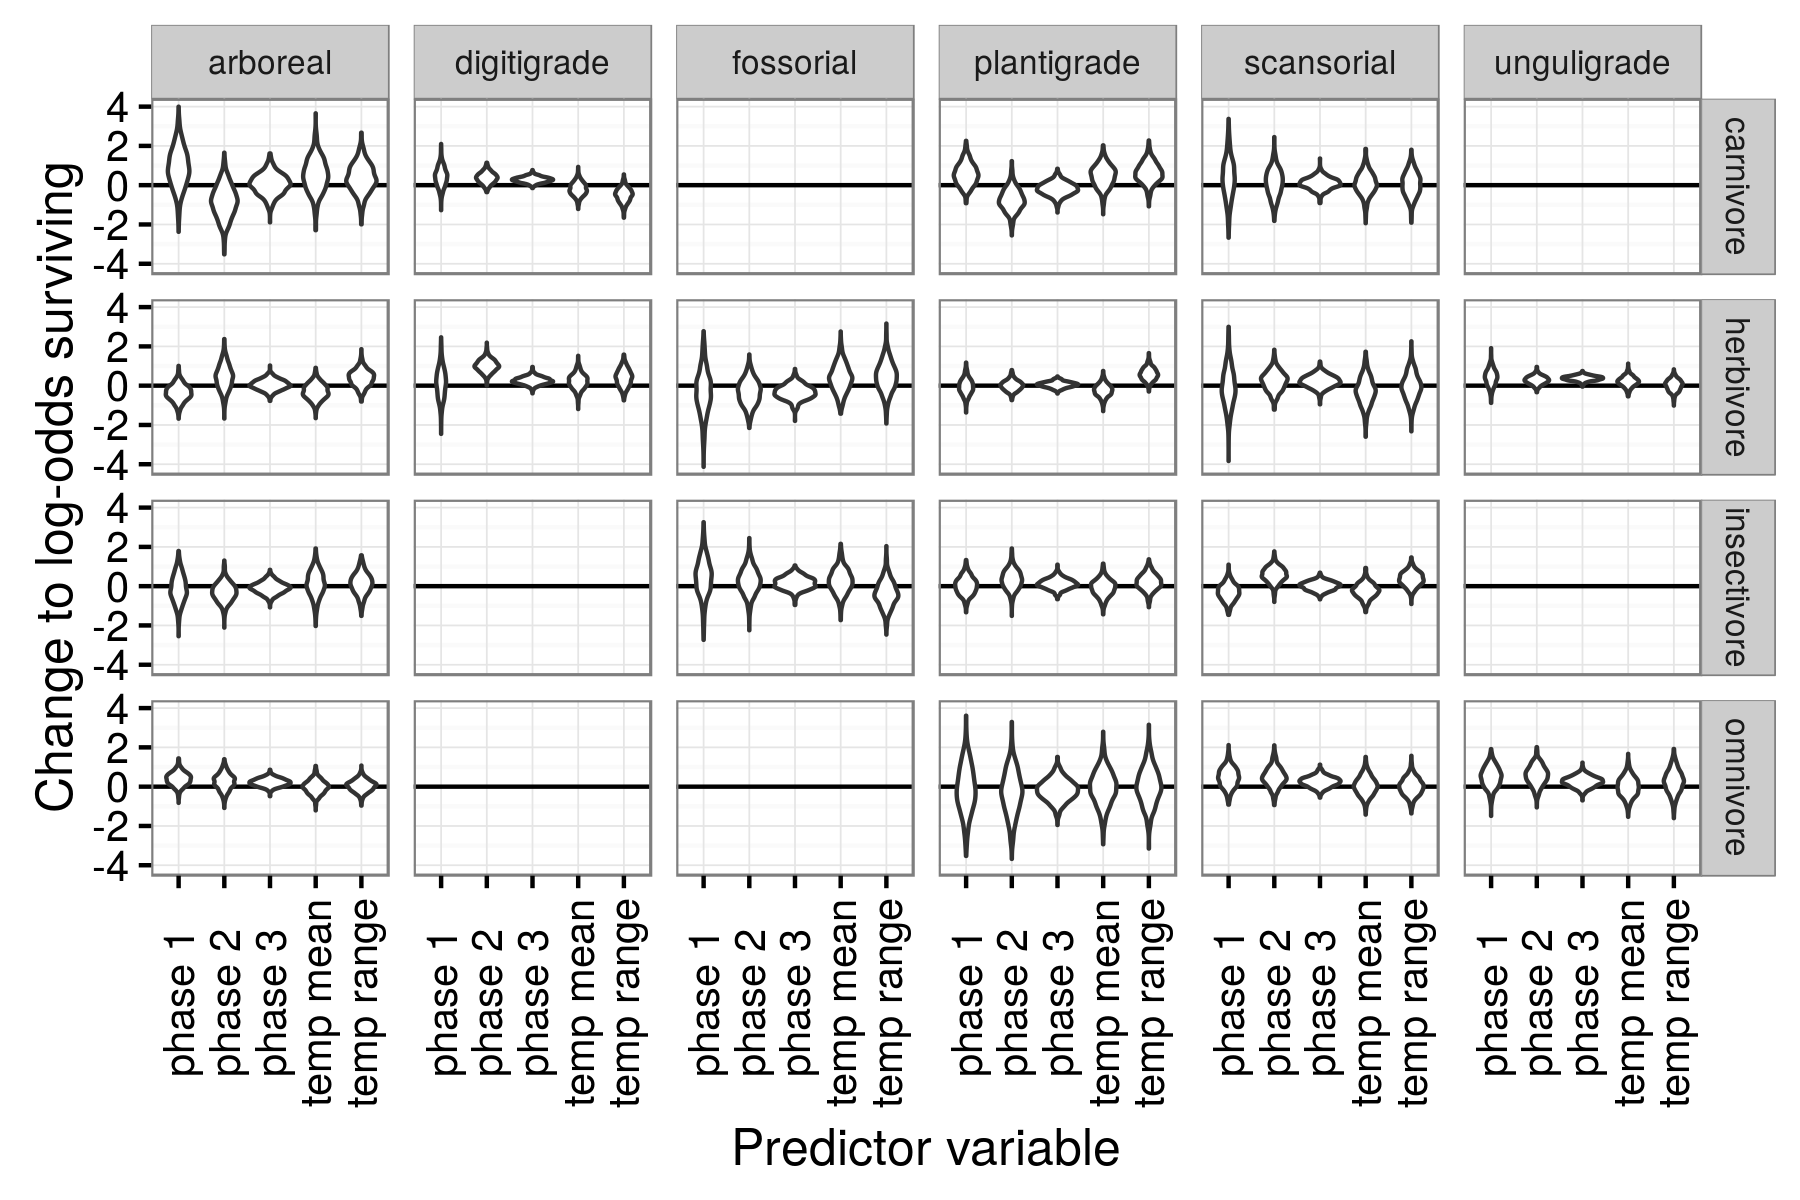 arboreal digitigrade fossorial plantigrade scansorial unguligrade
Change to log-odds surviving
4
2
0
-2
-4
carnivore
4
2
0
-2
-4
herbivore
4
2
0
-2
-4
insectivore
4
2
0
-2
-4
omnivore
phase 1
phase 2
phase 3
temp mean
temp range
phase 1
phase 2
phase 3
temp mean
temp range
phase 1
phase 2
phase 3
temp mean
temp range
phase 1
phase 2
phase 3
temp mean
temp range
phase 1
phase 2
phase 3
temp mean
temp range
phase 1
phase 2
phase 3
temp mean
temp range
Predictor variable